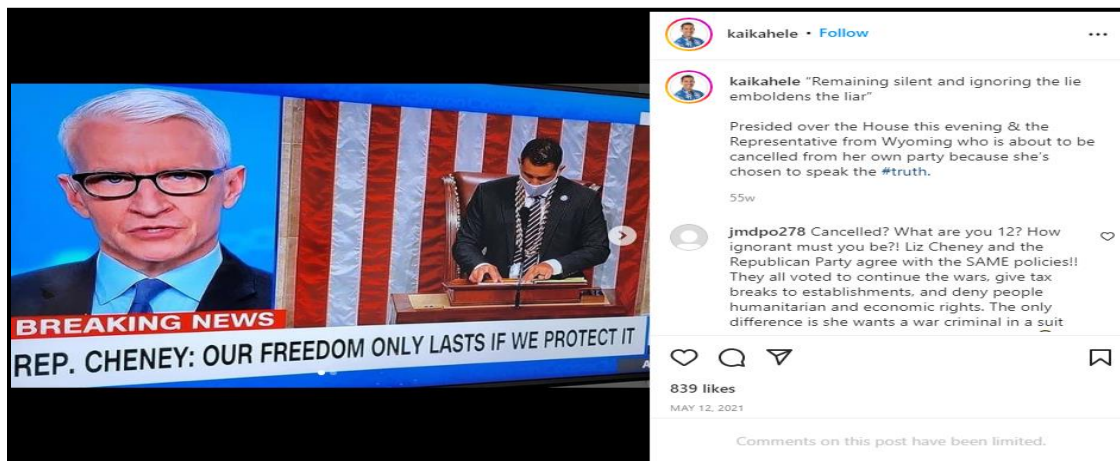 kaikahele • Follow
kaikahele "Remaining silent and ignoring the lie
emboldens the liar"
Presided over the House this evening & the
Representative from Wyoming who is about to be
cancelled from her own party because she's
chosen to speak the #truth.
55w
jmdpo278 Cancelled? What are you 12? How
ignorant must you be?! Liz Cheney and the
Republican Party agree with the SAME policies!!
They all voted to continue the wars, give tax
breaks to establishments, and deny people
humanitarian and economic rights. The only
difference is she wants a war criminal in a suit
BREAKING NEWS
REP. CHENEY: OUR FREEDOM ONLY LASTS IF WE PROTECT IT
839 likes
MAY 12, 2021
Comments on this post have been limited.